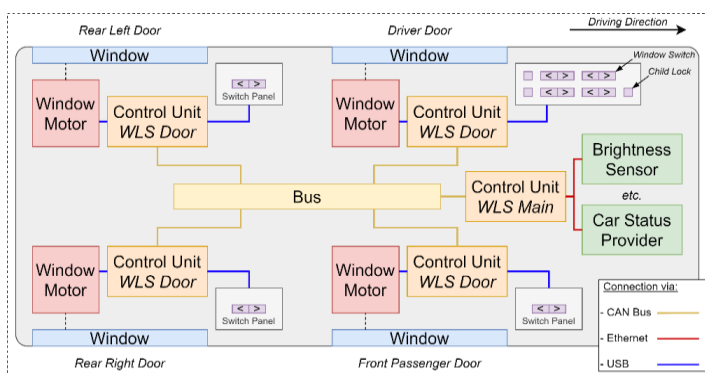 Rear Left Door
Driver Door
Driving Direction
Window
Window
Window Switch
Child Lock
< >
Switch Panel
< > < >
< > < >
Window
Motor
Control Unit
WLS Door
Window
Motor
Control Unit
WLS Door
Brightness
Sensor
Bus
Control Unit
WLS Main
etc.
Car Status
Provider
Window
Motor
Control Unit
WLS Door
Window
Motor
Control Unit
WLS Door
< >
Switch Panel
< >
Switch Panel
Window
Window
Rear Right Door
Front Passenger Door
Connection via:
- CAN Bus
- Ethernet
- USB